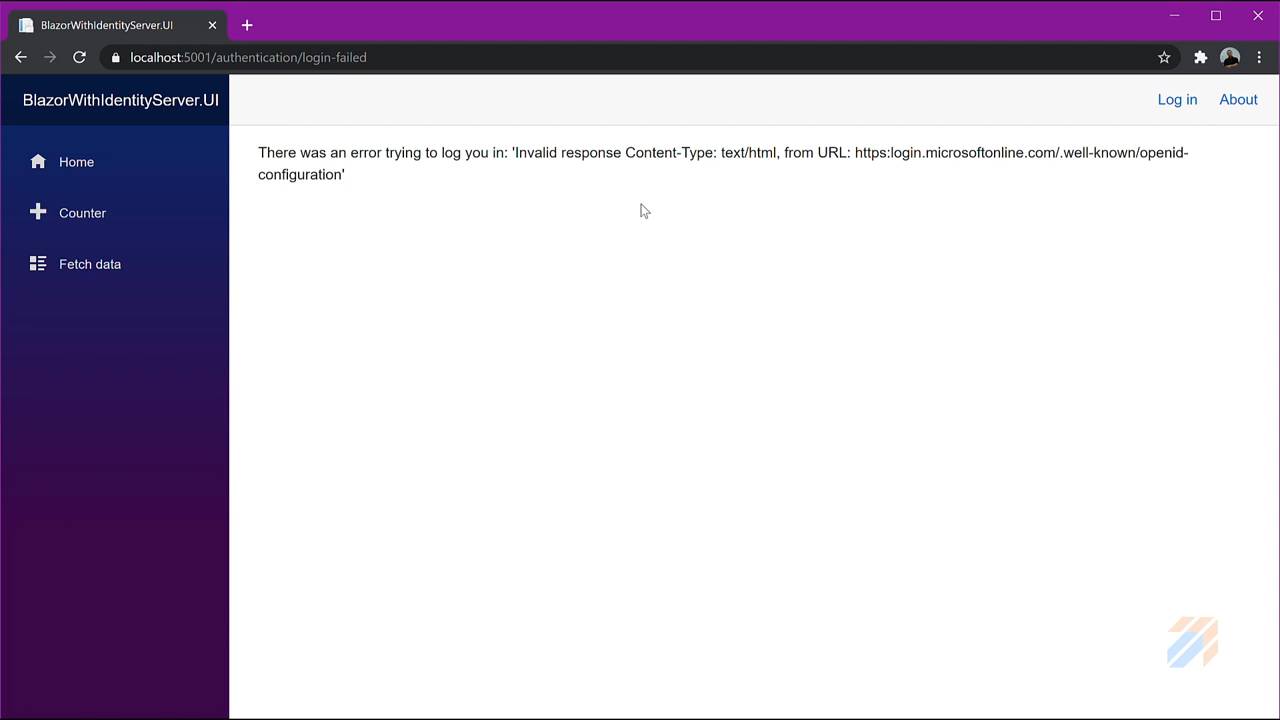 BlazorWithIdentityServer.UI
localhost:5001/authentication/login-failed
BlazorWithIdentityServer.UI
Log in
About
Home
Counter
Fetch data
There was an error trying to log you in: 'Invalid response Content-Type: text/html, from URL: https:login.microsoftonline.com/.well-known/openid-
configuration'